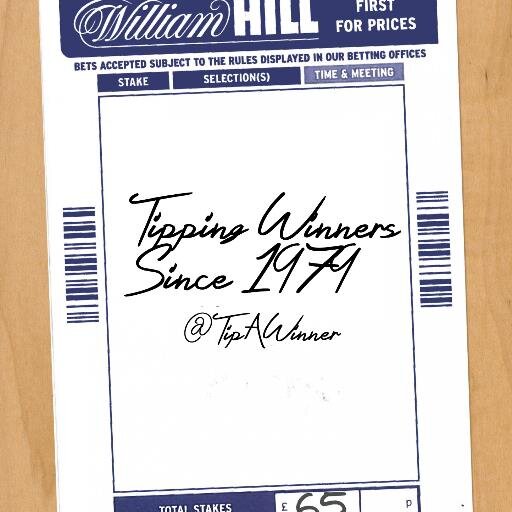 William HILL
FIRST
FOR PRICES
BETS ACCEPTED SUBJECT TO THE RULES DISPLAYED IN OUR BETTING OFFICES
STAKE SELECTION(S) TIME & MEETING
Tipping Winners
Since 1979
@TipAWinner
TOTAL STAKES £ 65 p